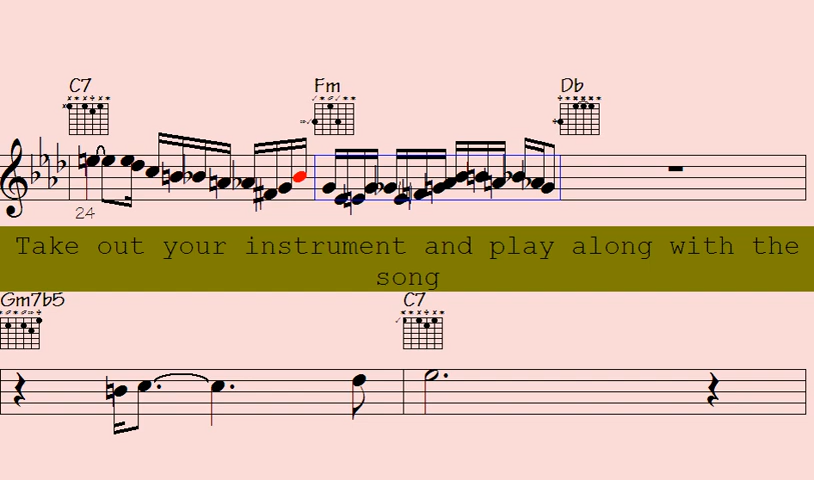 C7 Fm Db
24
Take out your instrument and play along with the
song
Gm7b5 C7